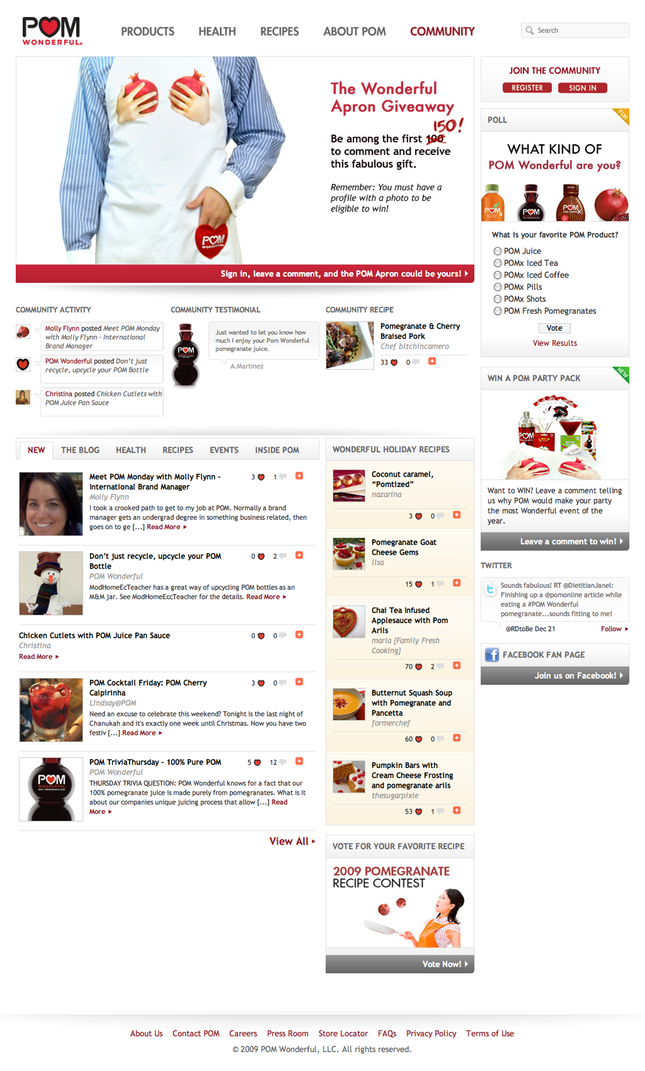 POM
WONDERFUL.
PRODUCTS
HEALTH
RECIPES
ABOUT POM
COMMUNITY
Search
The Wonderful
Apron Giveaway
150!
Be among the first 100
to comment and receive
this fabulous gift.
Remember: You must have a
profile with a photo to be
eligible to win!
POM
Sign in, leave a comment, and the POM Apron could be yours!
JOIN THE COMMUNITY
REGISTER
SIGN IN
POLL
FUN!
WHAT KIND OF
POM Wonderful are you?
What is your favorite POM Product?
POM Juice
POMx Iced Tea
POMx Iced Coffee
POMx Pills
POMx Shots
POM Fresh Pomegranates
Vote
View Results
COMMUNITY ACTIVITY
Molly Flynn posted Meet POM Monday
with Molly Flynn - International
Brand Manager
POM Wonderful posted Don't just
recycle, upcycle your POM Bottle
Christina posted Chicken Cutlets with
POM Juice Pan Sauce
COMMUNITY TESTIMONIAL
Just wanted to let you know how
much I enjoy your Pom Wonderful
pomegranate juice.
A.Martinez
COMMUNITY RECIPE
Pomegranate & Cherry
Braised Pork
Chef bitchincamero
33 0
WIN A POM PARTY PACK
NEW
Want to WIN? Leave a comment telling
us why POM would make your party
the most Wonderful event of the
year.
Leave a comment to win!
TWITTER
Sounds fabulous! RT @DietitianJanel:
Finishing up a @pomonline article while
eating a #POM Wonderful
pomegranate...sounds fitting to me!
@RDtoBe Dec 21
Follow
FACEBOOK FAN PAGE
Join us on Facebook!
NEW
THE BLOG
HEALTH
RECIPES
EVENTS
INSIDE POM
Meet POM Monday with Molly Flynn -
International Brand Manager
3 1
Molly Flynn
I took a crooked path to get to my job at POM. Normally a brand
manager gets an undergrad degree in something business related, then
goes on to ge [...] Read More
Don't just recycle, upcycle your POM
Bottle
0 2
POM Wonderful
ModHomeEcTeacher has a great way of upcycling POM bottles as an
M&M jar. See ModHomeEccTeacher for the details. Read More
Chicken Cutlets with POM Juice Pan Sauce
0 0
Christina
Read More
POM Cocktail Friday: POM Cherry
Caipirinha
3 0
Lindsay@POM
Need an excuse to celebrate this weekend? Tonight is the last night of
Chanukah and it's exactly one week until Christmas. Now you have two
festiv [...] Read More
POM TriviaThursday - 100% Pure POM
5 12
POM Wonderful
THURSDAY TRIVIA QUESTION: POM Wonderful knows for a fact that our
100% pomegranate juice is made purely from pomegranates. What is it
about our companies unique juicing process that allow [...] Read
More
View All
WONDERFUL HOLIDAY RECIPES
Coconut caramel,
"Pomtized"
nazarina
3 0
Pomegranate Goat
Cheese Gems
lisa
15 1
Chai Tea Infused
Applesauce with Pom
Arils
maria {Family Fresh
Cooking}
70 2
Butternut Squash Soup
with Pomegranate and
Pancetta
formerchef
60 0
Pumpkin Bars with
Cream Cheese Frosting
and pomegranate arils
thesugarpixie
53 1
VOTE FOR YOUR FAVORITE RECIPE
2009 POMEGRANATE
RECIPE CONTEST
Vote Now!
About Us Contact POM Careers Press Room Store Locator FAQs Privacy Policy Terms of Use
© 2009 POM Wonderful, LLC. All rights reserved.